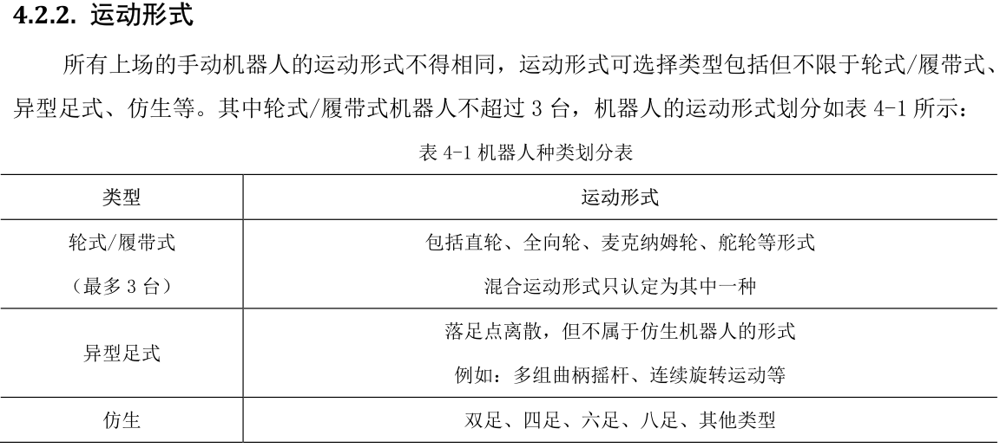 4.2.2. 运动形式
所有上场的手动机器人的运动形式不得相同，运动形式可选择类型包括但不限于轮式/履带式、
异型足式、仿生等。其中轮式/履带式机器人不超过 3 台，机器人的运动形式划分如表 4-1 所示：
表 4-1 机器人种类划分表
类型 运动形式
轮式/履带式 包括直轮、全向轮、麦克纳姆轮、舵轮等形式
（最多 3 台） 混合运动形式只认定为其中一种
落足点离散，但不属于仿生机器人的形式
异型足式
例如：多组曲柄摇杆、连续旋转运动等
仿生 双足、四足、六足、八足、其他类型